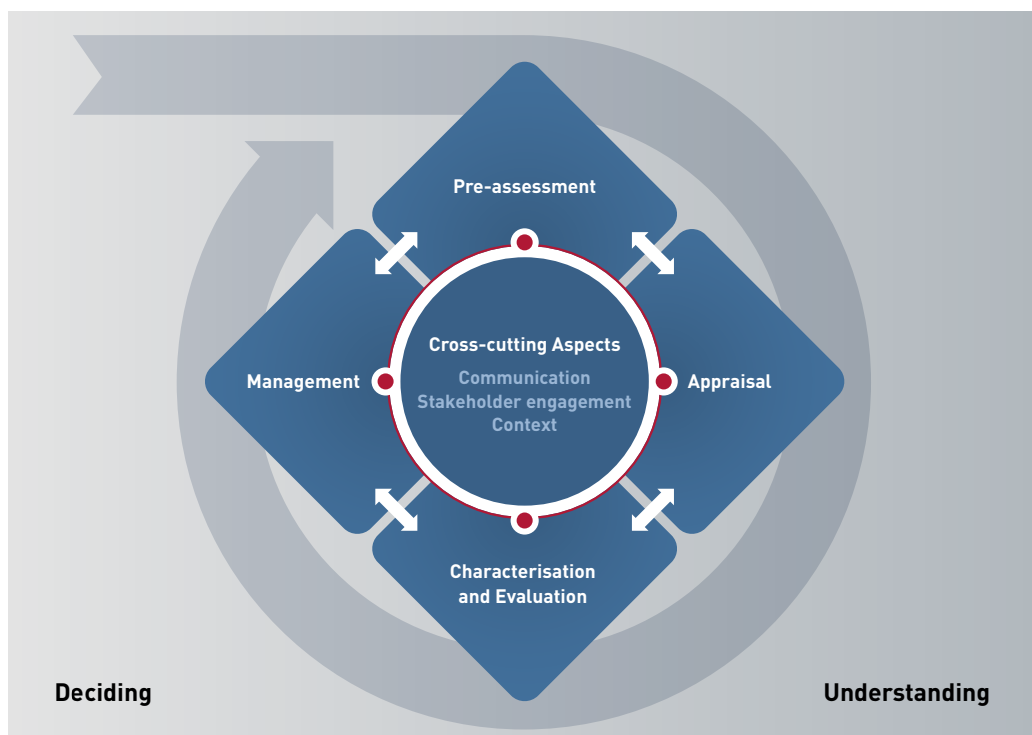 Pre-assessment
Cross-cutting Aspects
Communication
Stakeholder engagement
Context
Management
Appraisal
Characterisation
and Evaluation
Deciding
Understanding